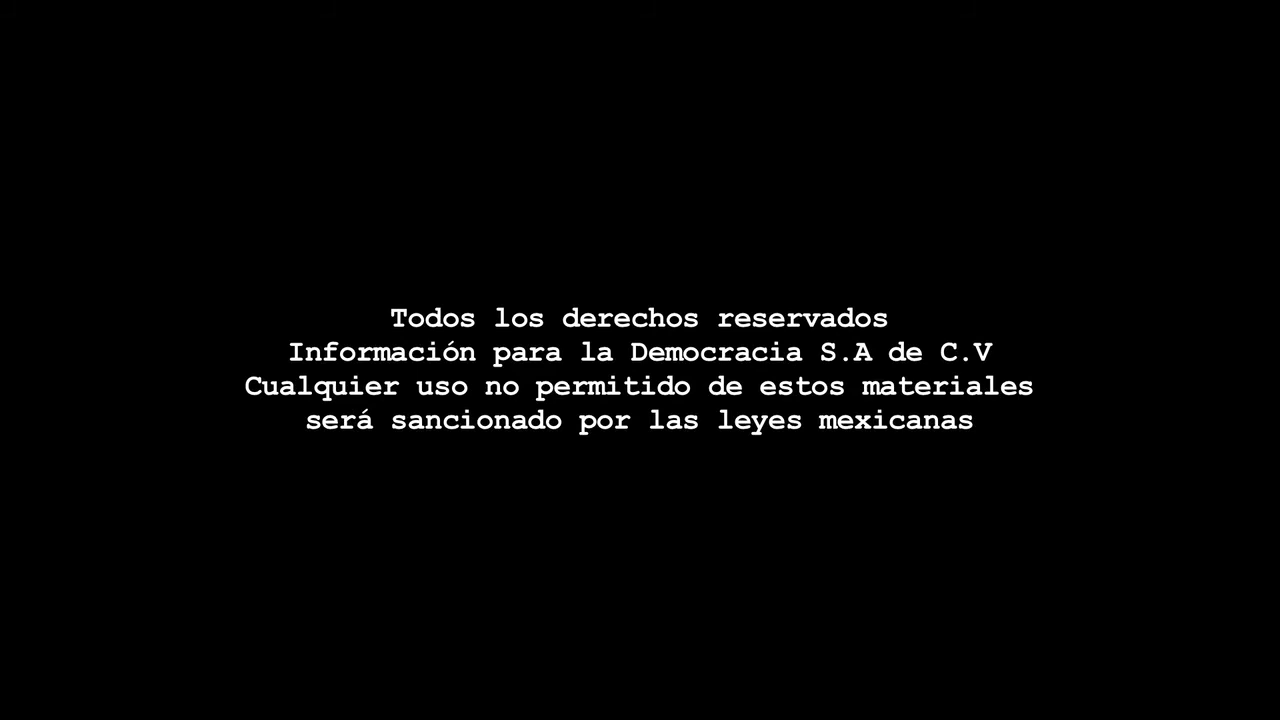 Todos los derechos reservados
Información para la Democracia S.A de C.V
Cualquier uso no permitido de estos materiales
será sancionado por las leyes mexicanas